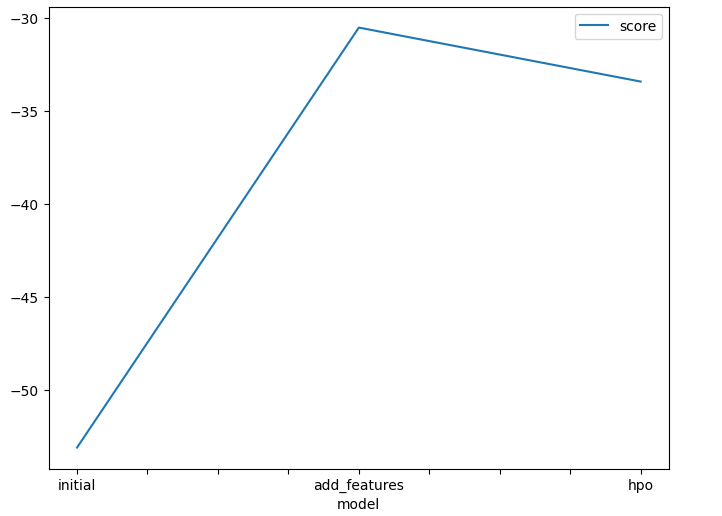 −30
−35
−40
−45
−50
score
initial
add_features
hpo
model